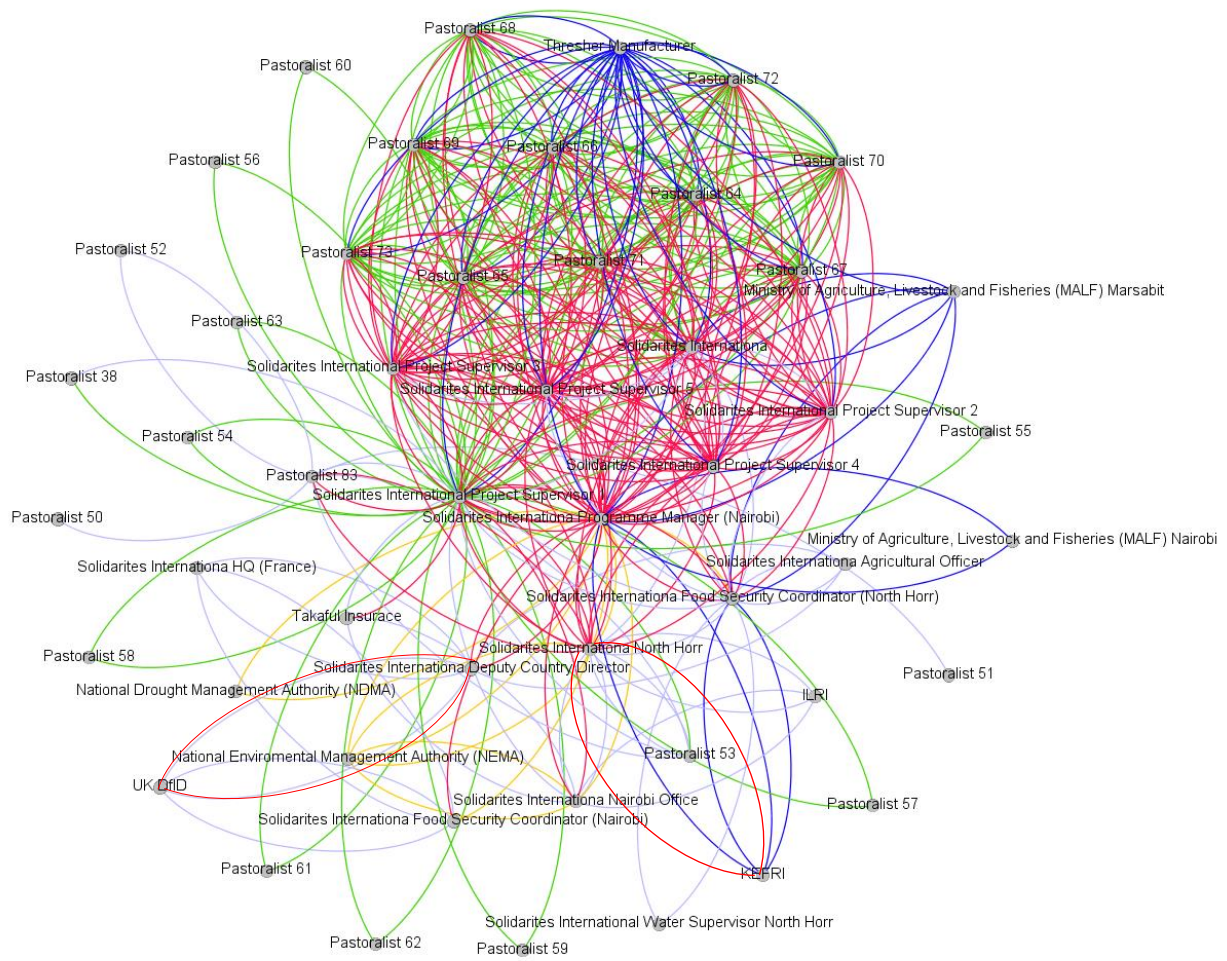 Pastoralist 68
Thresher Manufacturer
Pastoralist 60
Pastoralist 72
Pastoralist 69
Pastoralist 66
Pastoralist 56
Pastoralist 70
Pastoralist 64
Pastoralist 52
Pastoralist 73
Pastoralist 71
Pastoralist 65
Pastoralist 67
Ministry of Agriculture, Livestock and Fisheries (MALF) Marsabit
Pastoralist 63
Solidarites Internationa
Solidarites International Project Supervisor 3
Pastoralist 38
Solidarites International Project Supervisor 5
Solidarites International Project Supervisor 2
Pastoralist 54
Pastoralist 55
Solidarites International Project Supervisor 4
Pastoralist 83
Solidarites International Project Supervisor 1
Pastoralist 50
Solidarites Internationa Programme Manager (Nairobi)
Ministry of Agriculture, Livestock and Fisheries (MALF) Nairobi
Solidarites Internationa Agricultural Officer
Solidarites Internationa HQ (France)
Solidarites Internationa Food Security Coordinator (North Horr)
Takaful Insurace
Solidarites Internationa North Horr
Pastoralist 58
Solidarites Internationa Deputy Country Director
Pastoralist 51
National Drought Management Authority (NDMA)
ILRI
Pastoralist 53
National Enviromental Management Authority (NEMA)
UK DfID
Solidarites Internationa Nairobi Office
Pastoralist 57
Solidarites Internationa Food Security Coordinator (Nairobi)
Pastoralist 61
KEFRI
Solidarites International Water Supervisor North Horr
Pastoralist 62
Pastoralist 59